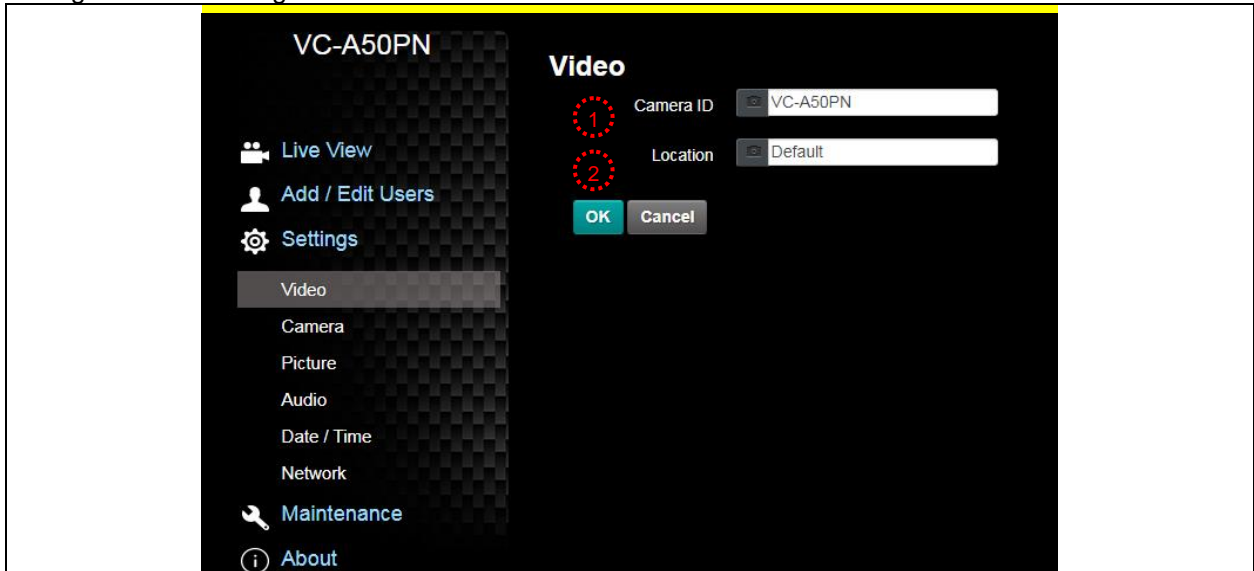 VC-A50PN
Live View
Add / Edit Users
Settings
Video
Camera
Picture
Audio
Date / Time
Network
Maintenance
About
Video
1
Camera ID
VC-A50PN
2
Location
Default
OK Cancel